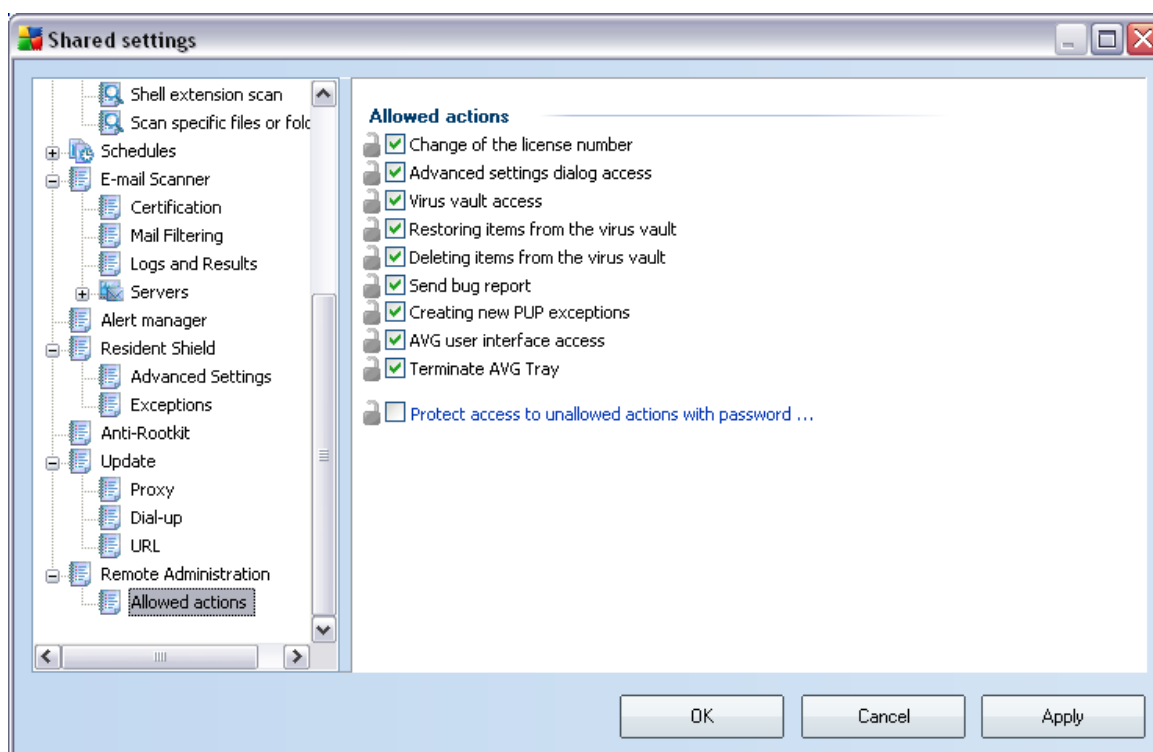 Shared settings
Shell extension scan
Scan specific files or fold
Schedules
E-mail Scanner
Certification
Mail Filtering
Logs and Results
Servers
Alert manager
Resident Shield
Advanced Settings
Exceptions
Anti-Rootkit
Update
Proxy
Dial-up
URL
Remote Administration
Allowed actions
Allowed actions
Change of the license number
Advanced settings dialog access
Virus vault access
Restoring items from the virus vault
Deleting items from the virus vault
Send bug report
Creating new PUP exceptions
AVG user interface access
Terminate AVG Tray
Protect access to unallowed actions with password ...
OK
Cancel
Apply